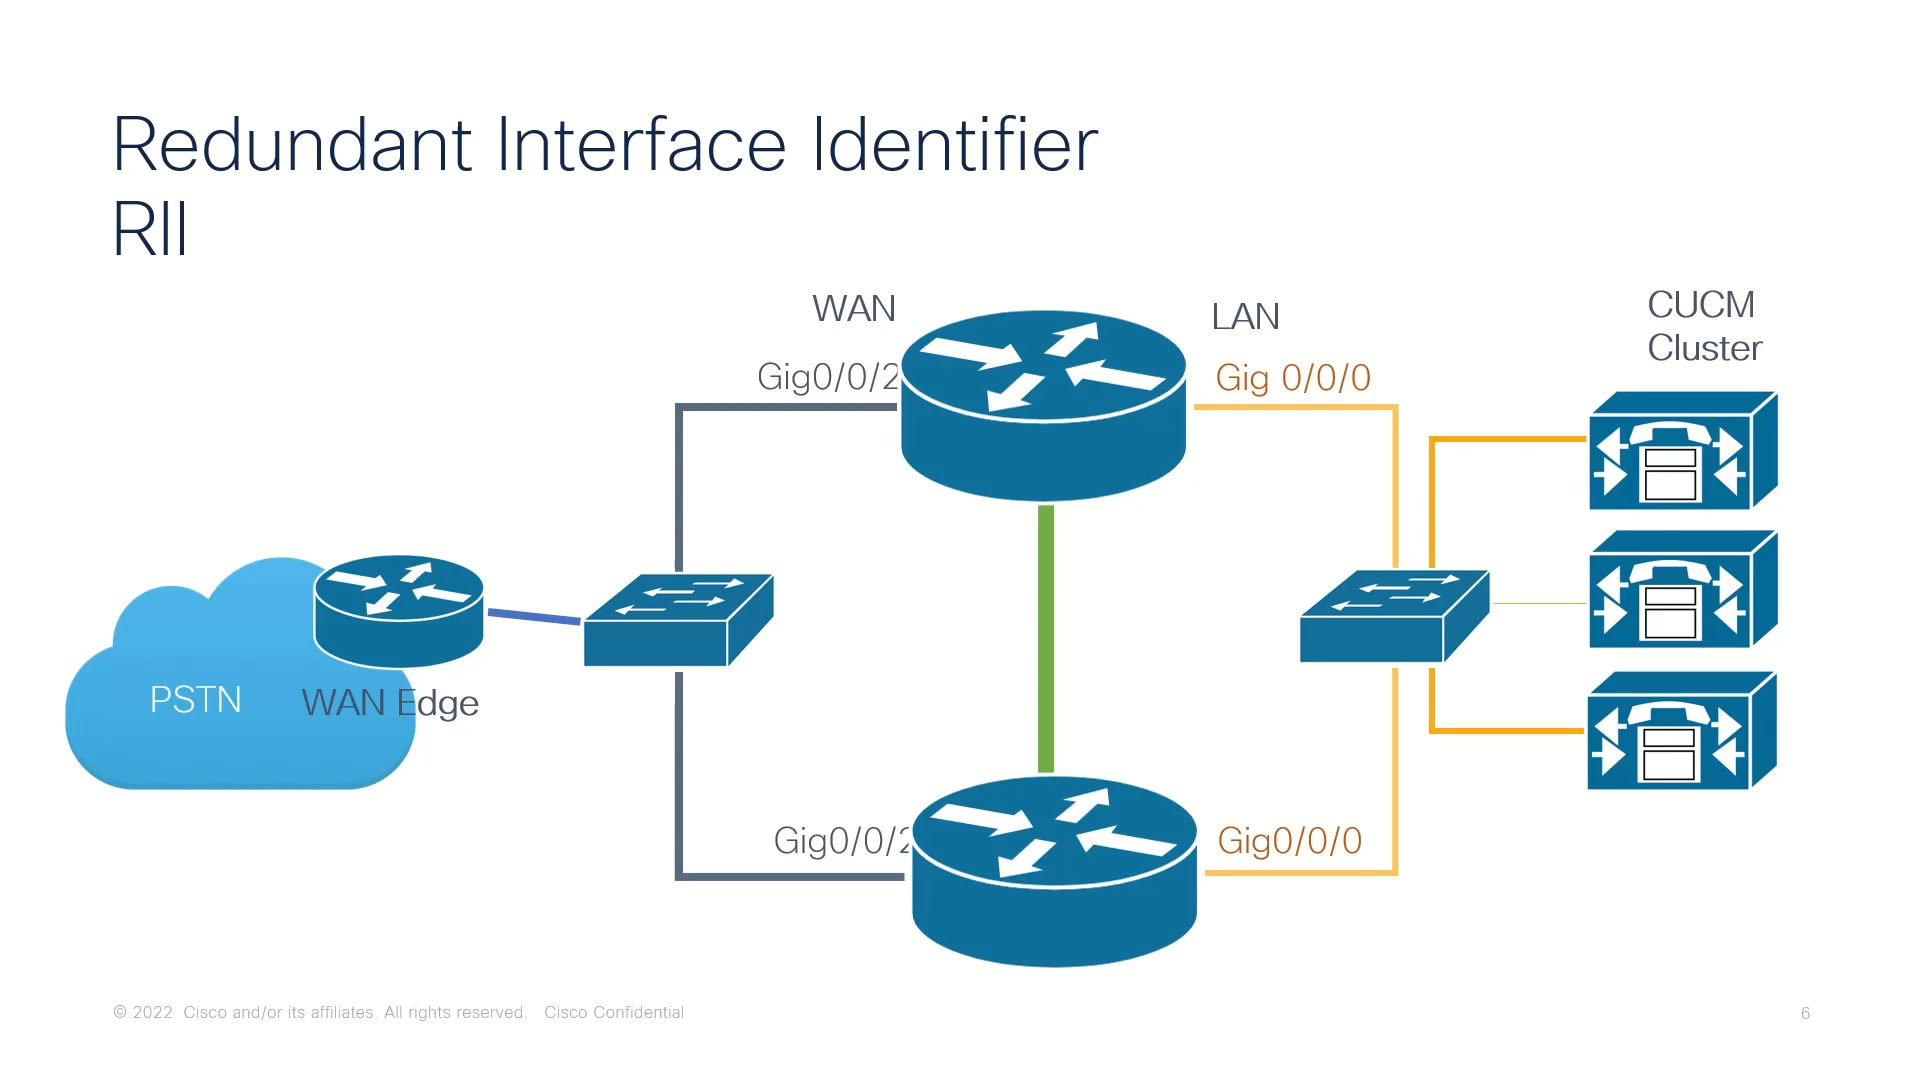 Redundant Interface Identifier
RII
WAN
LAN
CUCM
Cluster
Gig0/0/2
Gig 0/0/0
PSTN
WAN Edge
Gig0/0/2
Gig0/0/0
© 2022 Cisco and/or its affiliates. All rights reserved. Cisco Confidential
6